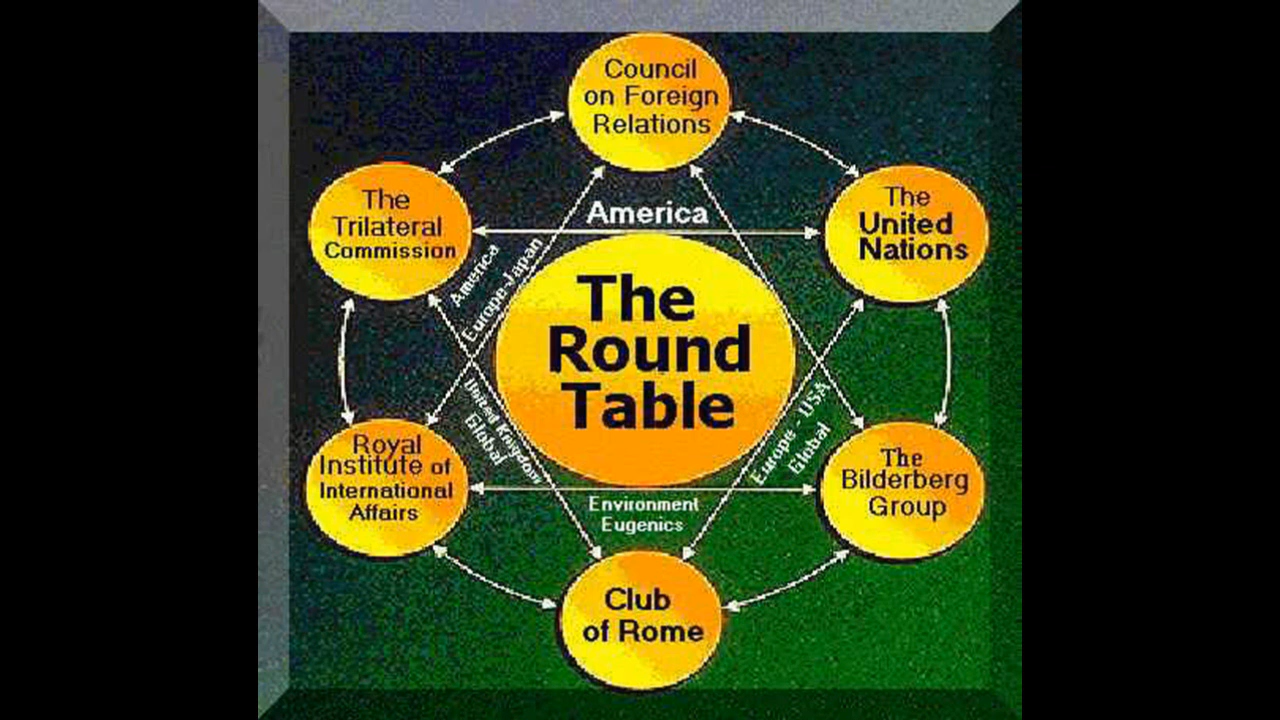 Council
on Foreign
Relations
The
Trilateral
Commission
America
The
United
Nations
America
Europe-Japan
The
Round
Table
United Kingdom
Global
Europe - USA
Global
Royal
Institute of
International
Affairs
The
Bilderberg
Group
Environment
Eugenics
Club
of Rome